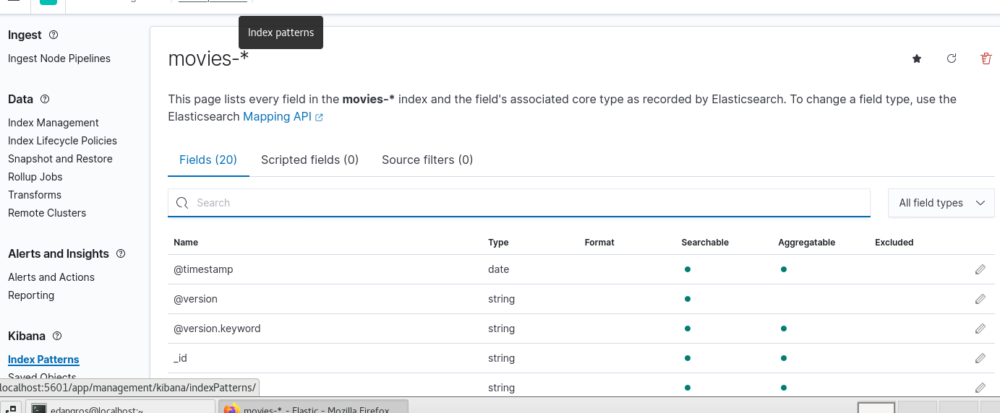 Index patterns
Ingest
Ingest Node Pipelines
Data
Index Management
Index Lifecycle Policies
Snapshot and Restore
Rollup Jobs
Transforms
Remote Clusters
Alerts and Insights
Alerts and Actions
Reporting
Kibana
Index Patterns
Saved Objects
movies-*
This page lists every field in the movies-* index and the field's associated core type as recorded by Elasticsearch. To change a field type, use the
Elasticsearch Mapping API
Fields (20) Scripted fields (0) Source filters (0)
Search
All field types
Name Type Format Searchable Aggregatable Excluded
@timestamp date
@version string
@version.keyword string
_id string
string
localhost:5601/app/management/kibana/indexPatterns/
edangros@localhost:~
movies-* - Elastic - Mozilla Firefox